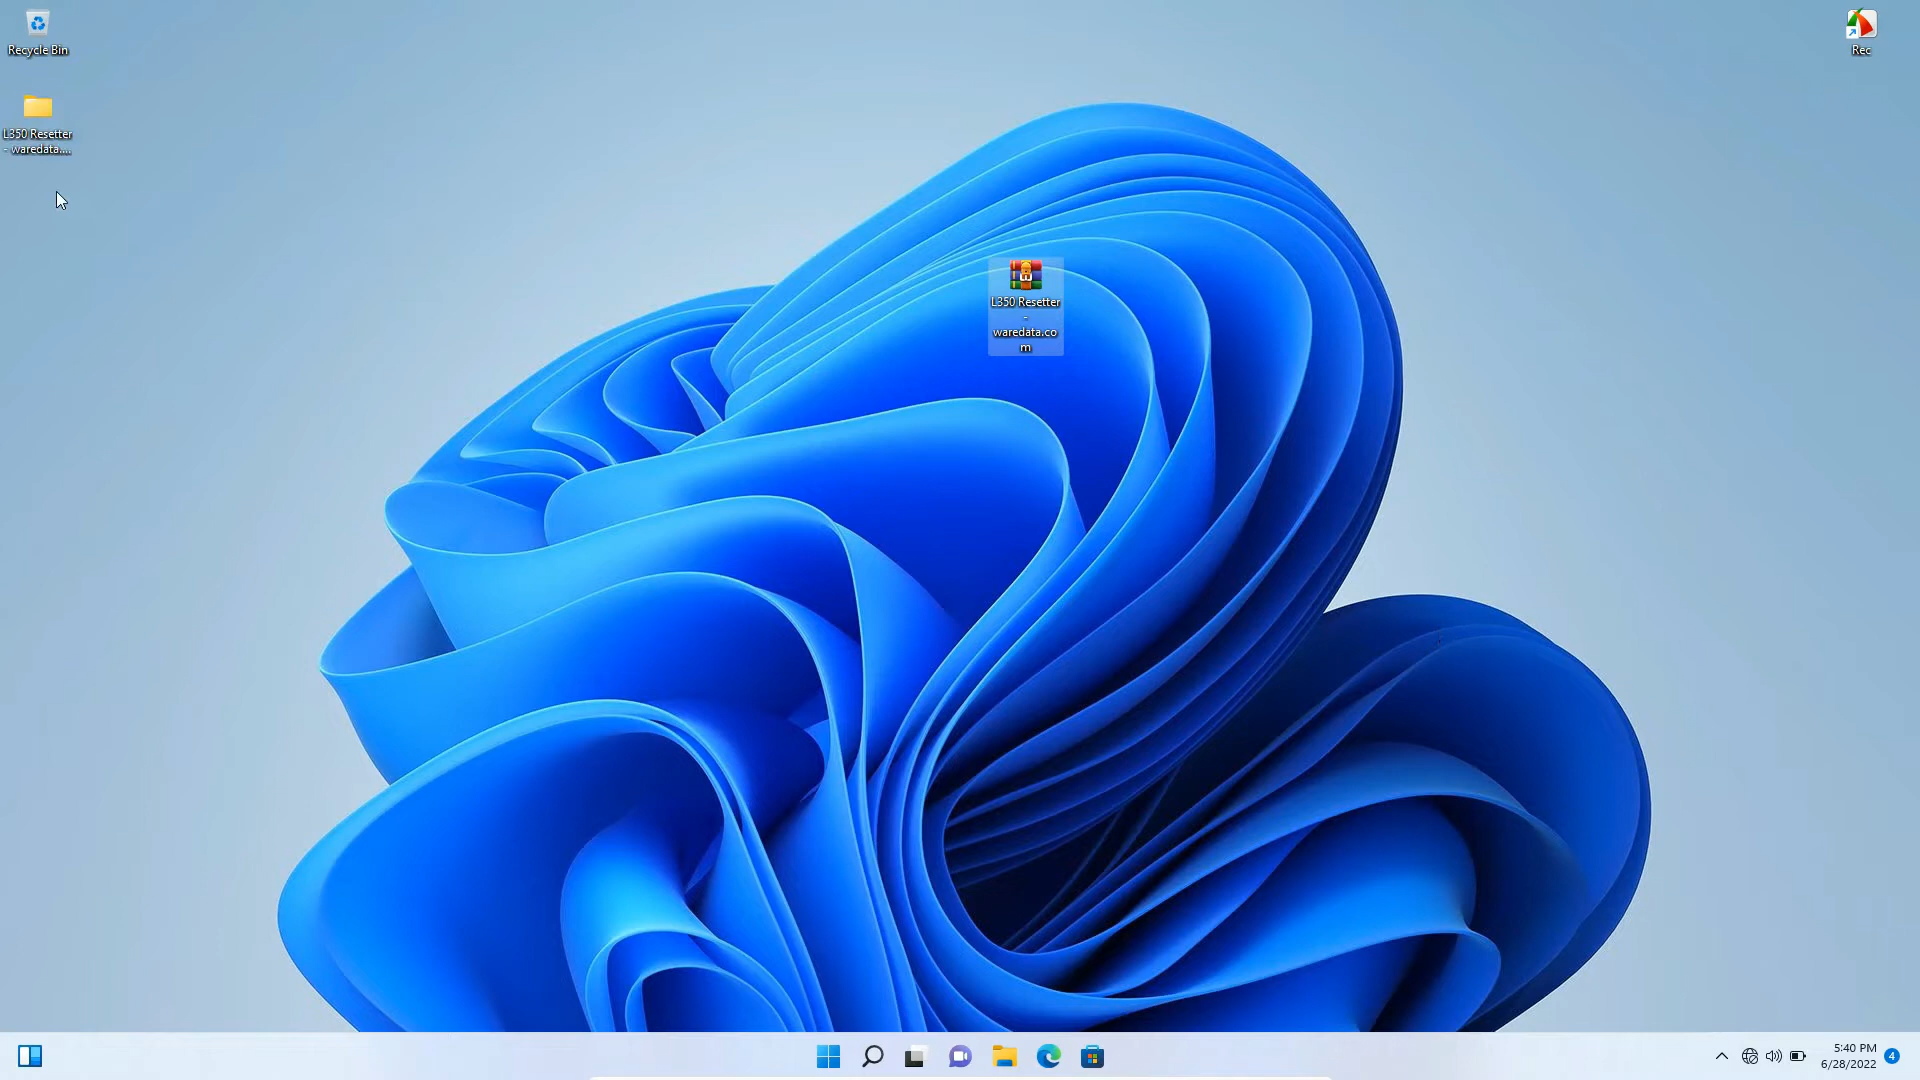 Recycle Bin
L350 Resetter
- waredata....
Rec
L350 Resetter
-
waredata.co
m
5:40 PM
6/28/2022
4